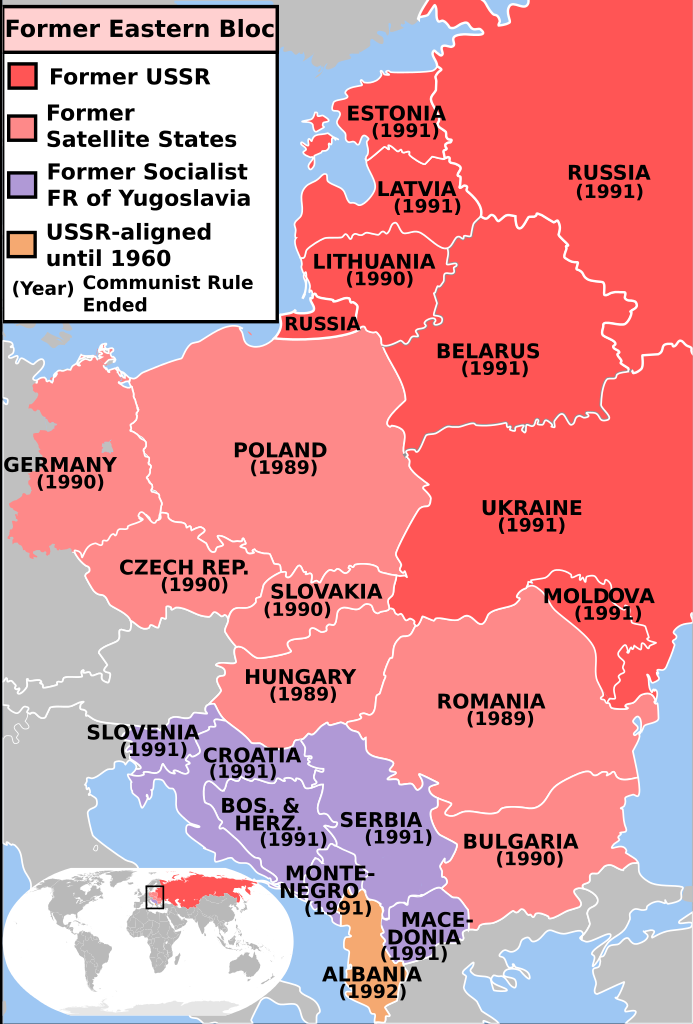 Former Eastern Bloc
Former USSR
Former
Satellite States
Former Socialist
FR of Yugoslavia
USSR-aligned
until 1960
(Year) Communist Rule
Ended
ESTONIA
(1991)
RUSSIA
(1991)
LATVIA
(1991)
LITHUANIA
(1990)
RUSSIA
BELARUS
(1991)
POLAND
(1989)
GERMANY
(1990)
UKRAINE
(1991)
CZECH REP.
(1990)
SLOVAKIA
(1990)
MOLDOVA
(1991)
HUNGARY
(1989)
ROMANIA
(1989)
SLOVENIA
(1991)
CROATIA
(1991)
BOS. &
HERZ.
(1991)
SERBIA
(1991)
BULGARIA
(1990)
MONTE-
NEGRO
(1991)
MACE-
DONIA
(1991)
ALBANIA
(1992)